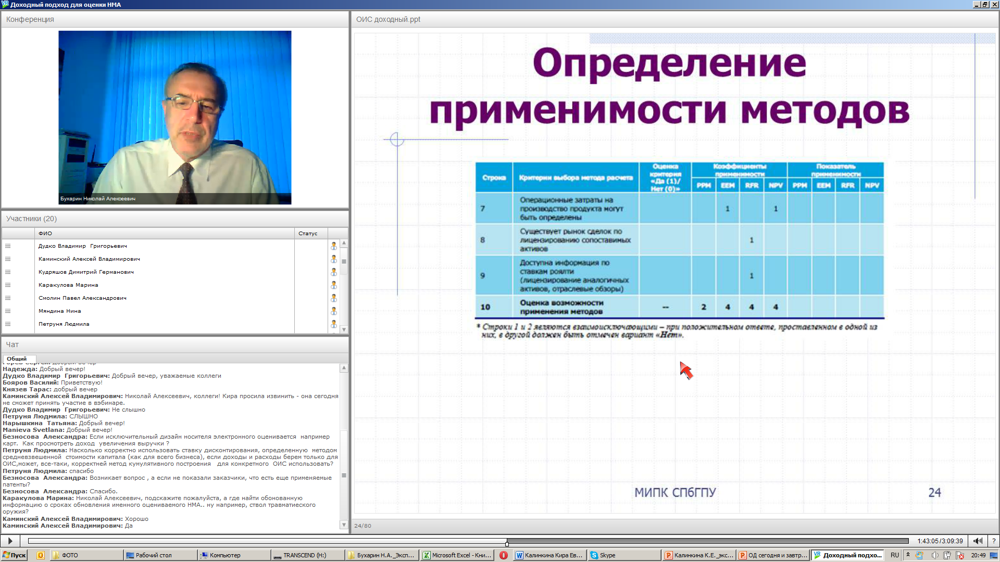 Доходный подход для оценки НМА
Конференция
Бухарин Николай Алексеевич
Участники (20)
ФИО
Статус
Дудко Владимир Григорьевич
Каминский Алексей Владимирович
Кудряшов Димитрий Германович
Каракулова Марина
Смолин Павел Александрович
Мяндина Нина
Петруня Людмила
Чат
Общий
Надежда: Добрый вечер!
Дудко Владимир Григорьевич: Добрый вечер, уважаемые коллеги
Бояров Василий: Приветствую!
Князев Тарас: добрый вечер
Каминский Алексей Владимирович: Николай Алексеевич, коллеги! Кира просила извинить - она сегодня
не сможет принять участие в вэбинаре.
Дудко Владимир Григорьевич: Не слышно
Петруня Людмила: СЛЫШНО
Нарышкина Татьяна: Добрый вечер!
Manieva Svetlana: Добрый вечер!
Безносова Александра: Если исключительный дизайн носителя электронного оценивается например
карт. Как просмотреть доход увеличения выручки ?
Петруня Людмила: Насколько корректно использовать ставку дисконтирования, определенную методом
средневзвешенной стоимости капитала (как для всего бизнеса), если доходы и расходы берем только для
ОИС,может, все-таки, корректней метод кумулятивного построения для конкретного ОИС использовать?
Петруня Людмила: спасибо
Безносова Александра: Возникает вопрос , а если не показали заказчики, что есть еще применяемые
патенты?
Безносова Александра: Спасибо.
Каракулова Марина: Николай Алексеевич, подскажите пожалуйста, а где найти обонованную
информацию о сроках обновления именного оцениваемого НМА.. ну например, ствол травматиеского
оружия?
Каминский Алексей Владимирович: Хорошо
Каминский Алексей Владимирович: Да
ОИС доходный.ppt
Определение
применимости методов
Строка
Критерии выбора метода расчета
Оценка
критерия
«Да (1)/
Нет (0)»
Коэффициенты
применимости
Показатель
применимости
PPM EEM RFR NPV PPM EEM RFR NPV
7 Операционные затраты на
производство продукта могут
быть определены 1 1
8 Существует рынок сделок по
лицензированию сопоставимых
активов 1
9 Доступна информация по
ставкам роялти
(лицензирование аналогичных
активов, отраслевые обзоры) 1
10 Оценка возможности
применения методов -- 2 4 4 4
* Строки 1 и 2 являются взаимоисключающими – при положительном ответе, проставленном в одной из
них, в другой должен быть отмечен вариант «Нет».
МИПК СПбГПУ
24
24/80
1:43:05/3:09:39
?
Пуск
ФОТО
Рабочий стол
Компьютер
TRANSCEND (H:)
Бухарин Н.А._Эксп...
Microsoft Excel - Кни...
Калинкина Кира Ев...
Skype
Калинкина К.Е._экс...
ОД сегодня и завтр...
Доходный подхо...
RU
20:49